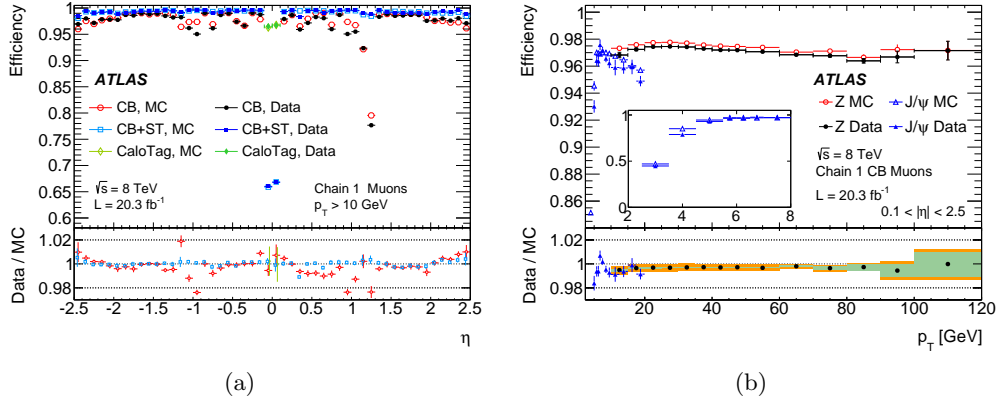 Efficiency
1
0.95
0.9
0.85
0.8
0.75
0.7
0.65
0.6
ATLAS
CB, MC
CB, Data
CB+ST, MC
CB+ST, Data
CaloTag, MC
CaloTag, Data
√s = 8 TeV
L = 20.3 fb⁻¹
Chain 1 Muons
p_T > 10 GeV
Data / MC
1.02
1
0.98
-2.5 -2 -1.5 -1 -0.5 0 0.5 1 1.5 2 2.5
η
(a)
Efficiency
1
0.98
0.96
0.94
0.92
0.9
0.88
0.86
ATLAS
Z MC
J/ψ MC
Z Data
J/ψ Data
√s = 8 TeV
Chain 1 CB Muons
L = 20.3 fb⁻¹
0.1 < |η| < 2.5
1
0.5
0
2 4 6 8
Data / MC
1.02
1
0.98
20 40 60 80 100 120
p_T [GeV]
(b)